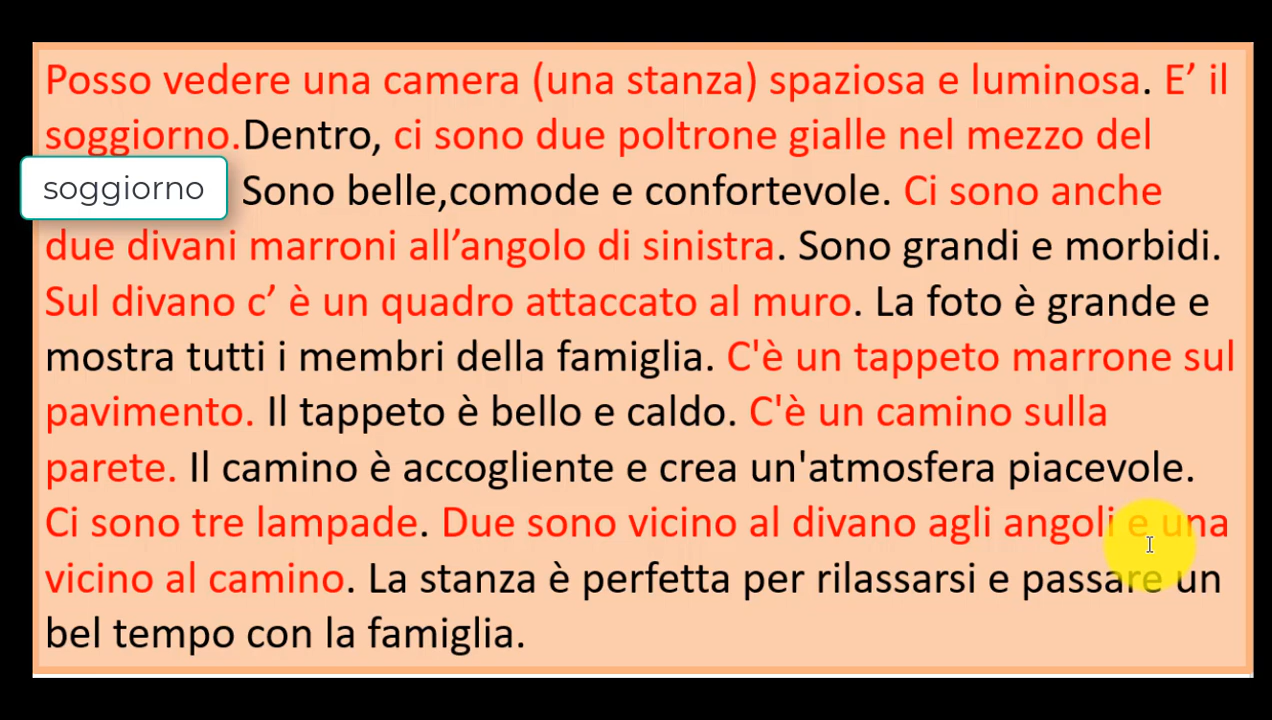 Posso vedere una camera (una stanza) spaziosa e luminosa. E’ il
soggiorno.Dentro, ci sono due poltrone gialle nel mezzo del
soggiorno Sono belle,comode e confortevole. Ci sono anche
due divani marroni all’angolo di sinistra. Sono grandi e morbidi.
Sul divano c’ è un quadro attaccato al muro. La foto è grande e
mostra tutti i membri della famiglia. C'è un tappeto marrone sul
pavimento. Il tappeto è bello e caldo. C'è un camino sulla
parete. Il camino è accogliente e crea un'atmosfera piacevole.
Ci sono tre lampade. Due sono vicino al divano agli angoli e una
vicino al camino. La stanza è perfetta per rilassarsi e passare un
bel tempo con la famiglia.